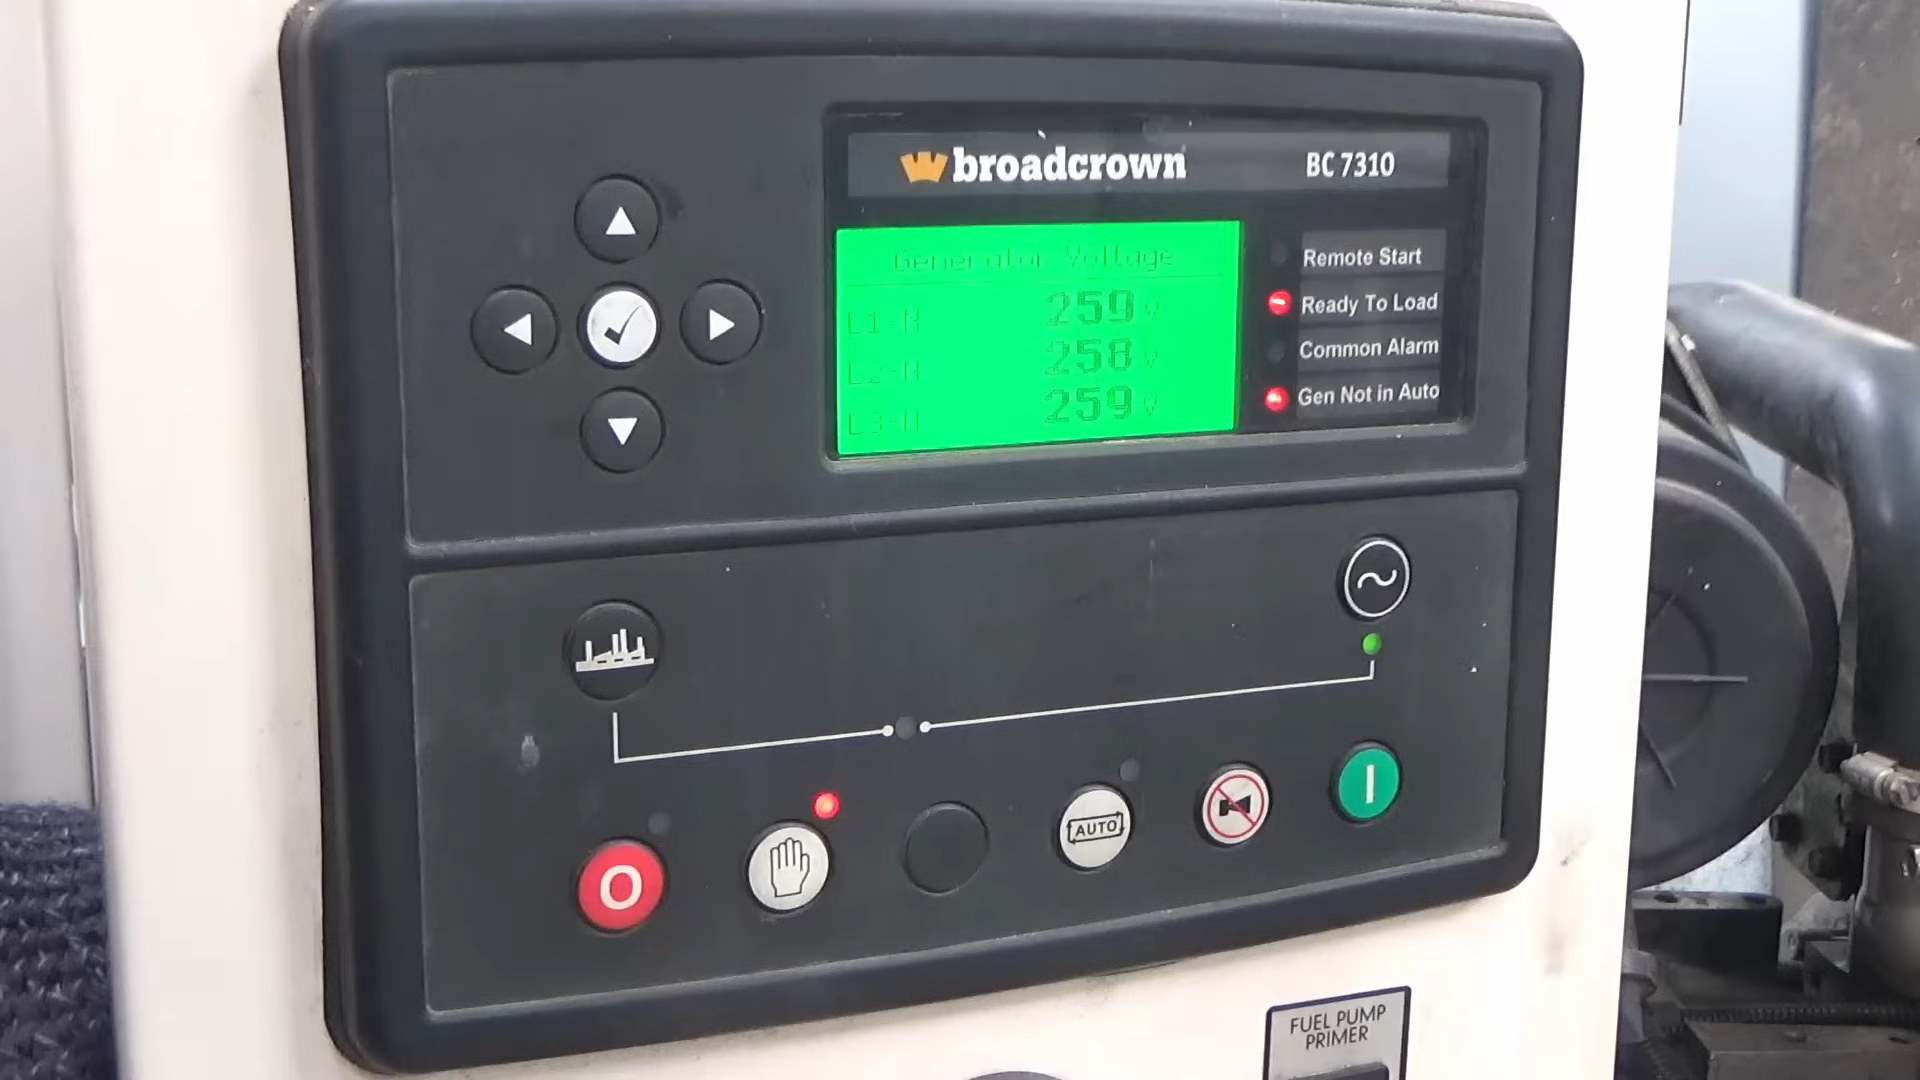 broadcrown
BC 7310
Generator Voltage
L1-N 259 V
L2-N 258 V
L3-N 259 V
Remote Start
Ready To Load
Common Alarm
Gen Not in Auto
O
AUTO
I
FUEL PUMP
PRIMER